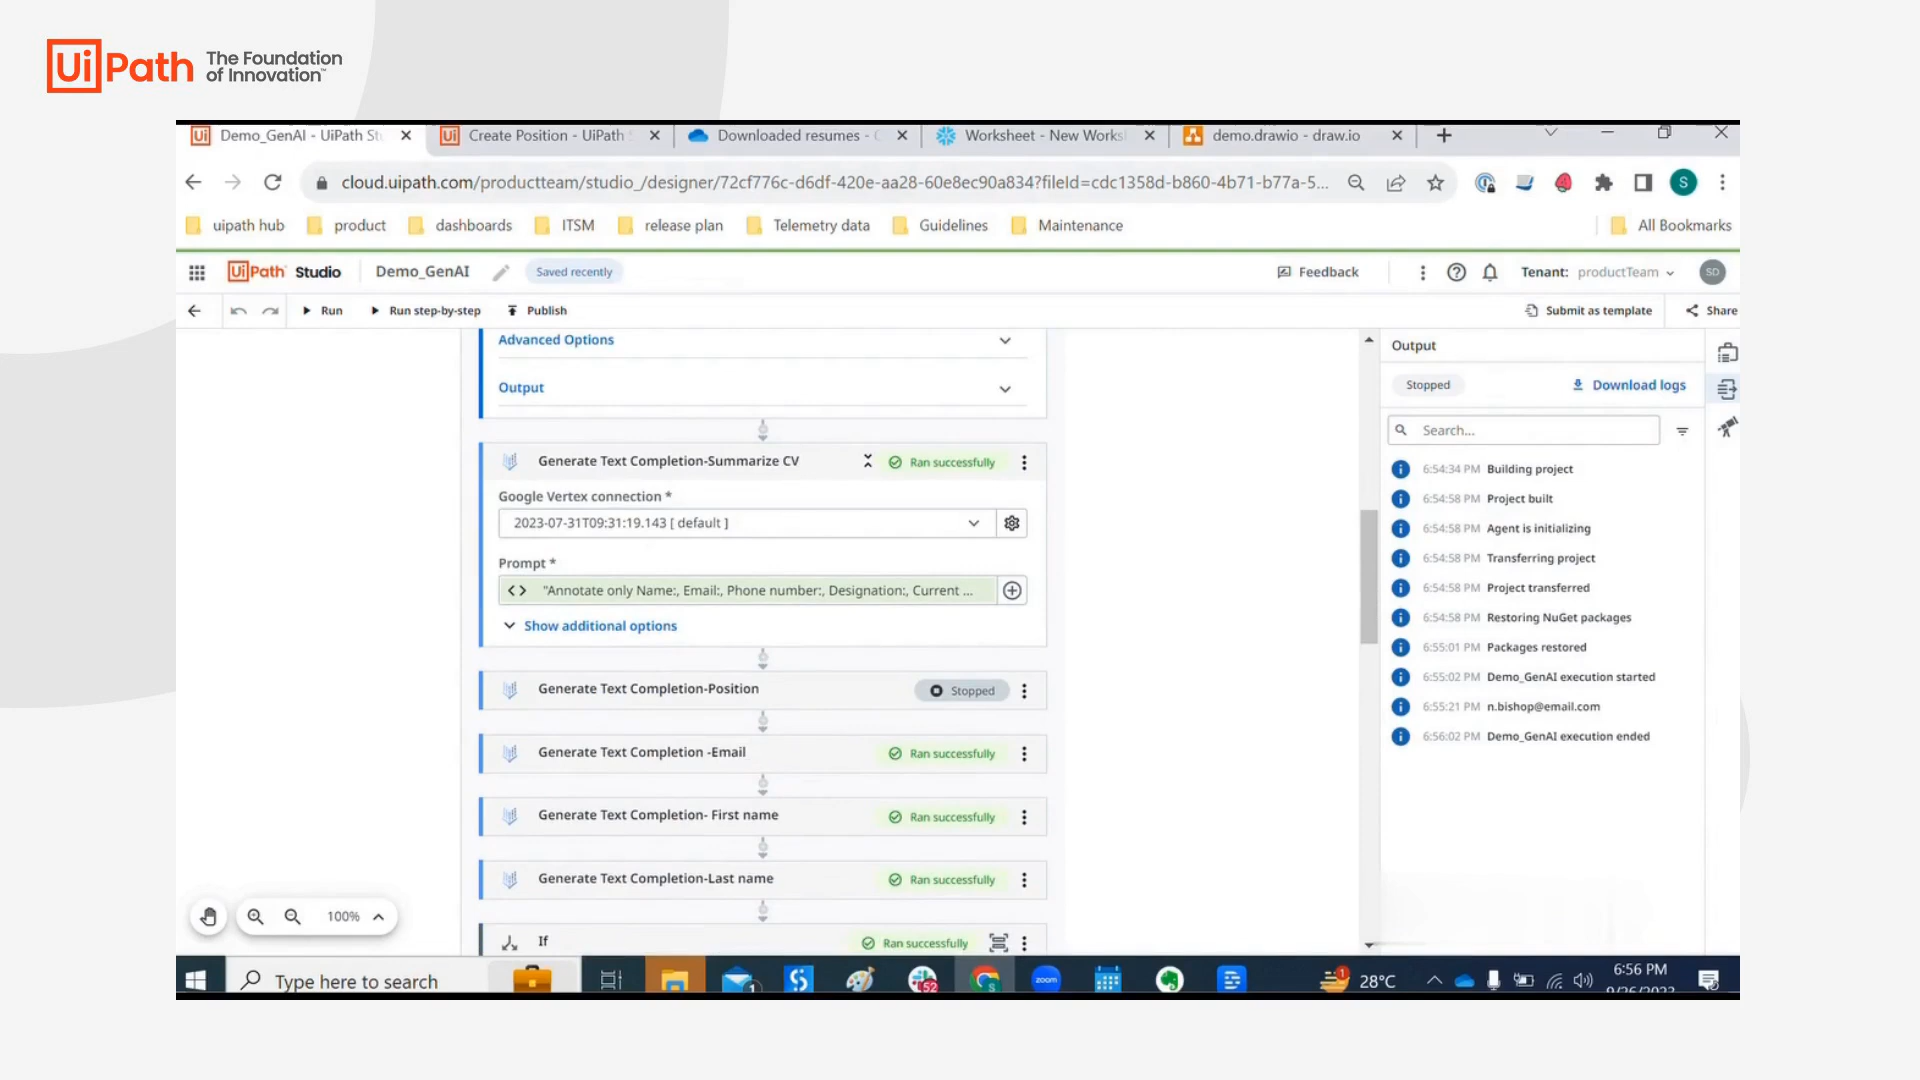 UiPath The Foundation
of Innovation™
Demo_GenAI - UiPath Stu
Create Position - UiPath S
Downloaded resumes -
Worksheet - New Works
demo.drawio - draw.io
cloud.uipath.com/productteam/studio_/designer/72cf776c-d6df-420e-aa28-60e8ec90a834?fileId=cdc1358d-b860-4b71-b77a-5...
S
uipath hub
product
dashboards
ITSM
release plan
Telemetry data
Guidelines
Maintenance
All Bookmarks
UiPath Studio
Demo_GenAI
Saved recently
Feedback
Tenant: productTeam
SD
Run
Run step-by-step
Publish
Submit as template
Share
Advanced Options
Output
Generate Text Completion-Summarize CV
Ran successfully
Google Vertex connection *
2023-07-31T09:31:19.143 [ default ]
Prompt *
"Annotate only Name:, Email:, Phone number:, Designation:, Current ...
Show additional options
Generate Text Completion-Position
Stopped
Generate Text Completion -Email
Ran successfully
Generate Text Completion- First name
Ran successfully
Generate Text Completion-Last name
Ran successfully
If
Ran successfully
100%
Output
Stopped
Download logs
Search...
6:54:34 PM Building project
6:54:58 PM Project built
6:54:58 PM Agent is initializing
6:54:58 PM Transferring project
6:54:58 PM Project transferred
6:54:58 PM Restoring NuGet packages
6:55:01 PM Packages restored
6:55:02 PM Demo_GenAI execution started
6:55:21 PM n.bishop@email.com
6:56:02 PM Demo_GenAI execution ended
Type here to search
1
52
zoom
1
28°C
6:56 PM
9/26/2023